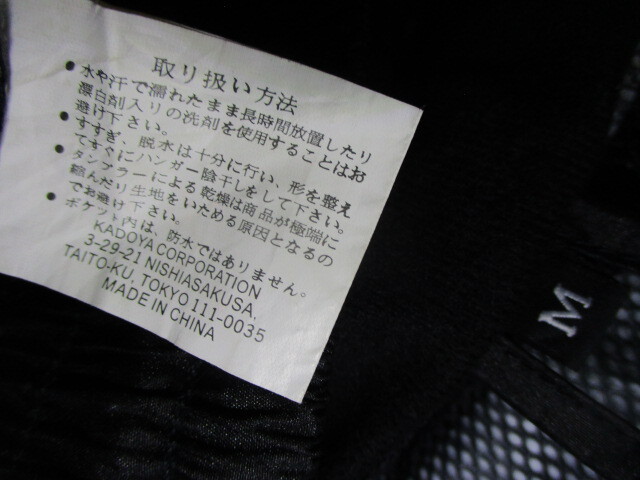 取り扱い方法
• 水や汗で濡れたまま長時間放置したり
漂白剤入りの洗剤を使用することはお
避け下さい。
• すすぎ、脱水は十分に行い、形を整え
てすぐにハンガー陰干しをして下さい。
• タンブラーによる乾燥は商品が極端に
縮んだり生地をいためる原因となるの
でお避け下さい。
• ポケット内は、防水ではありません。
KADOYA CORPORATION
3-29-21 NISHIASAKUSA,
TAITO-KU, TOKYO 111-0035
MADE IN CHINA
M